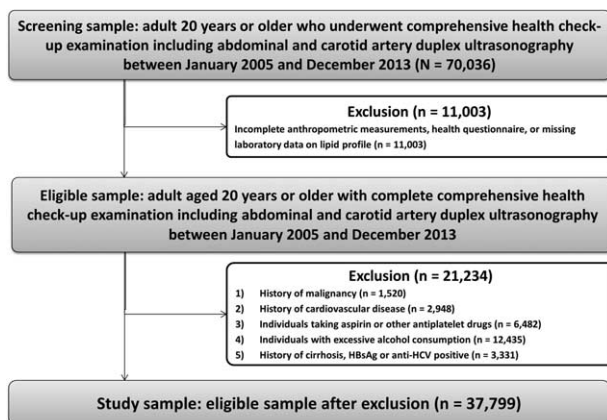 Screening sample: adult 20 years or older who underwent comprehensive health check-
up examination including abdominal and carotid artery duplex ultrasonography
between January 2005 and December 2013 (N = 70,036)
Exclusion (n = 11,003)
Incomplete anthropometric measurements, health questionnaire, or missing
laboratory data on lipid profile (n = 11,003)
Eligible sample: adult aged 20 years or older with complete comprehensive health
check-up examination including abdominal and carotid artery duplex ultrasonography
between January 2005 and December 2013
Exclusion (n = 21,234)
1) History of malignancy (n = 1,520)
2) History of cardiovascular disease (n = 2,948)
3) Individuals taking aspirin or other antiplatelet drugs (n = 6,482)
4) Individuals with excessive alcohol consumption (n = 12,435)
5) History of cirrhosis, HBsAg or anti-HCV positive (n = 3,331)
Study sample: eligible sample after exclusion (n = 37,799)